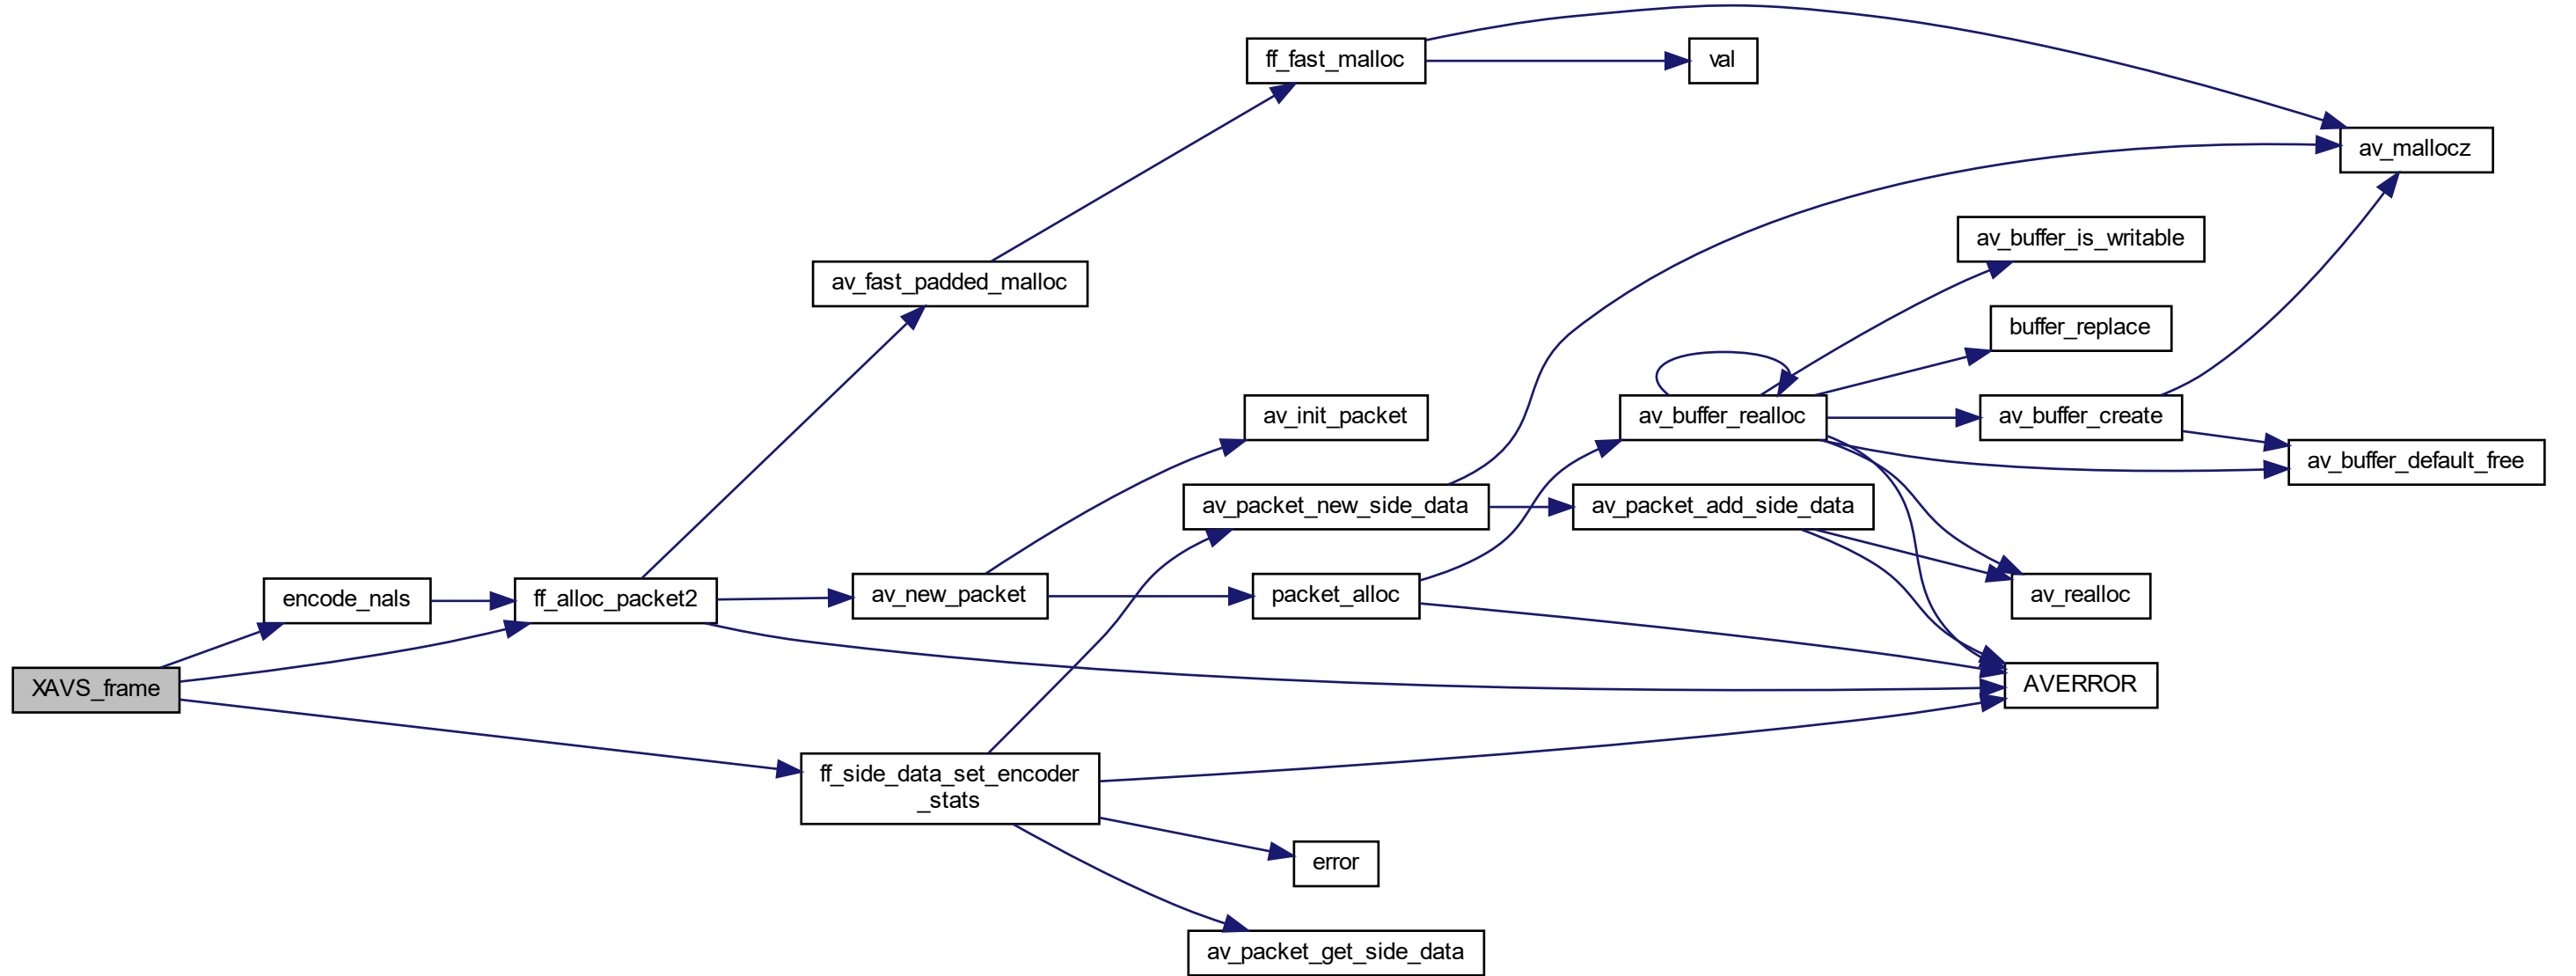 ff_fast_malloc
val
av_mallocz
av_buffer_is_writable
av_fast_padded_malloc
buffer_replace
av_init_packet
av_buffer_realloc
av_buffer_create
av_buffer_default_free
av_packet_new_side_data
av_packet_add_side_data
encode_nals
ff_alloc_packet2
av_new_packet
packet_alloc
av_realloc
XAVS_frame
AVERROR
ff_side_data_set_encoder
_stats
error
av_packet_get_side_data